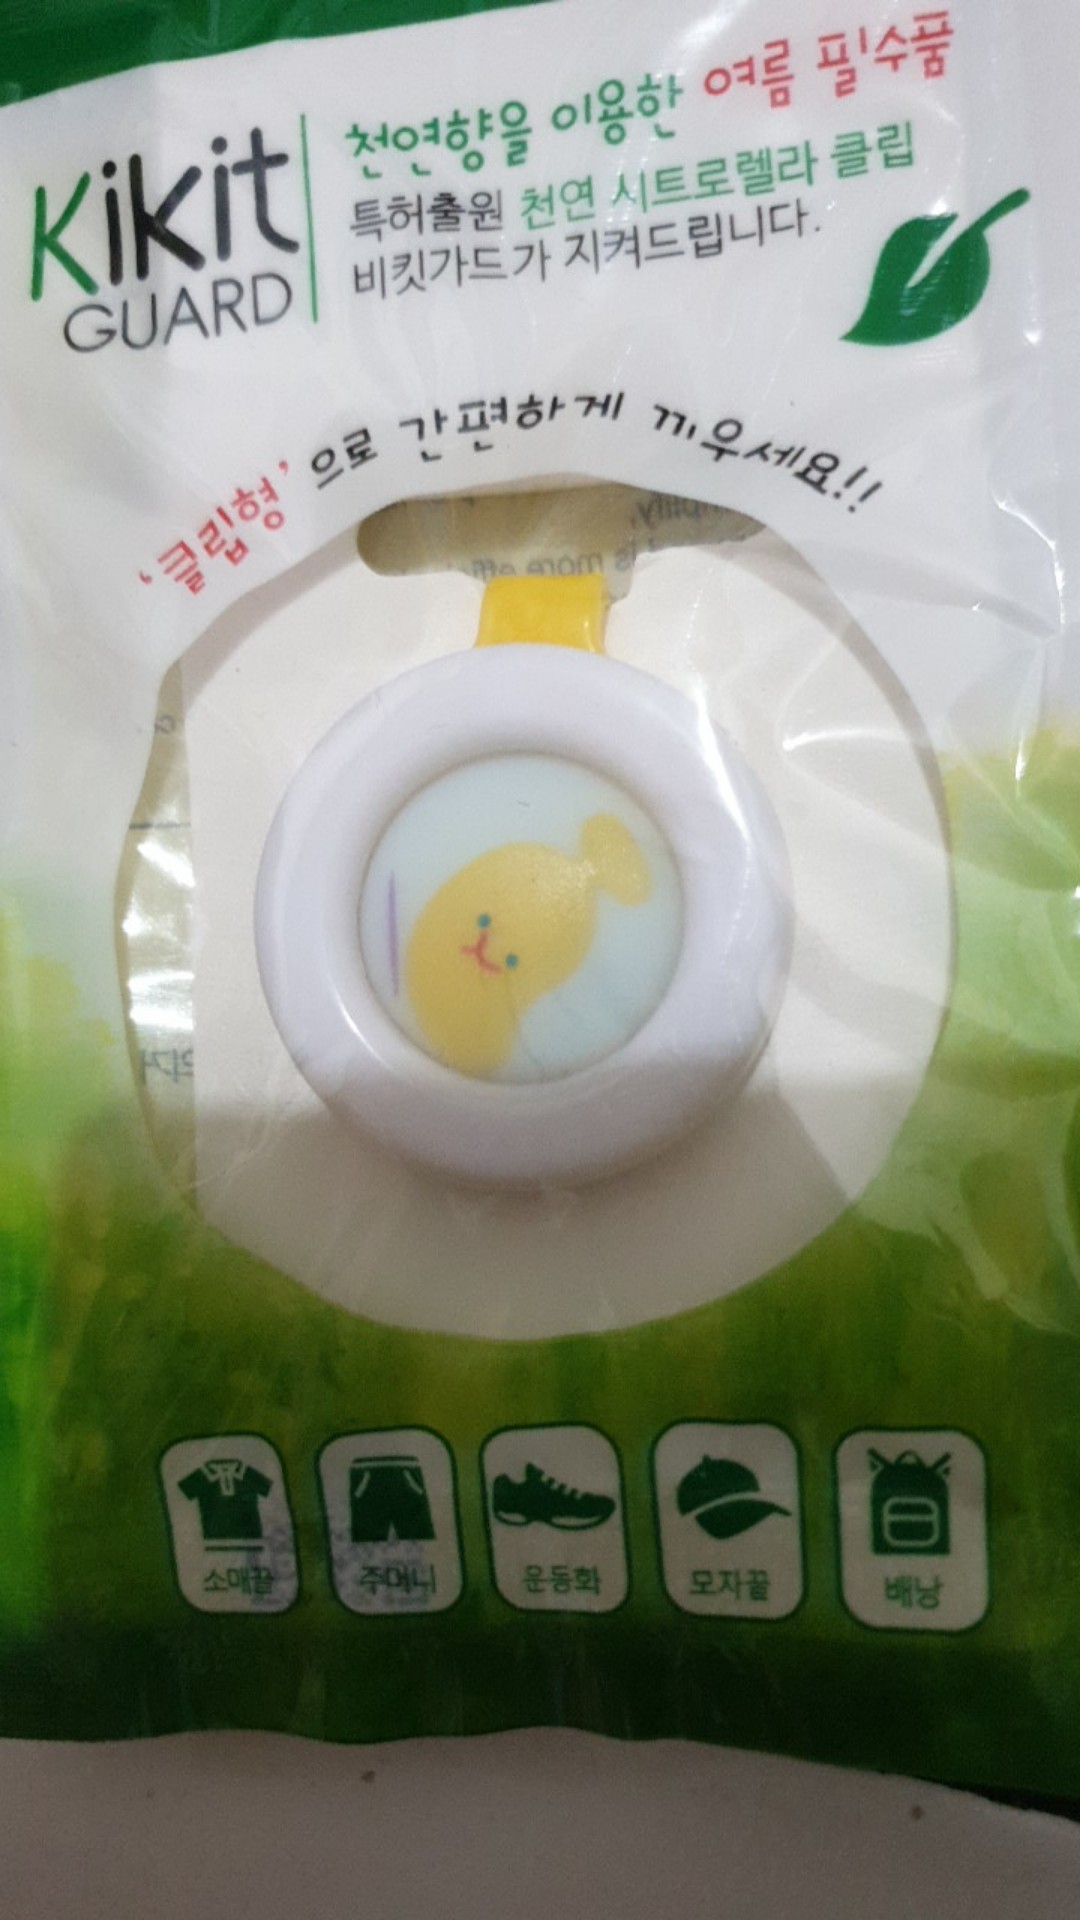 Kikit
GUARD
천연향을 이용한 여름 필수품
특허출원 천연 시트로렐라 클립
비킷가드가 지켜드립니다.
'클립형'으로 간편하게 끼우세요!!
is more
소매끝
주머니
운동화
모자끝
배낭